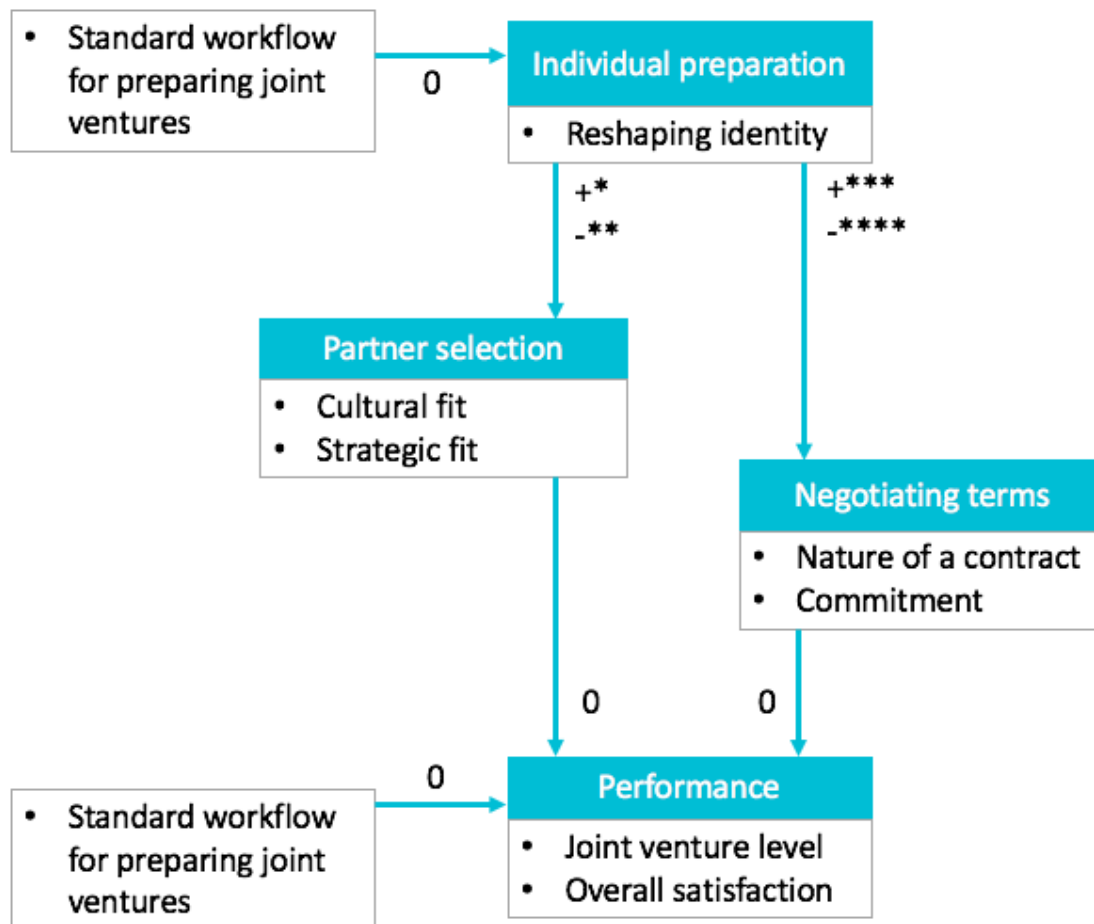 • Standard workflow
for preparing joint
ventures
0
Individual preparation
• Reshaping identity
+*
-**
+***
-****
Partner selection
• Cultural fit
• Strategic fit
Negotiating terms
• Nature of a contract
• Commitment
0
0
0
Performance
• Joint venture level
• Overall satisfaction
• Standard workflow
for preparing joint
ventures